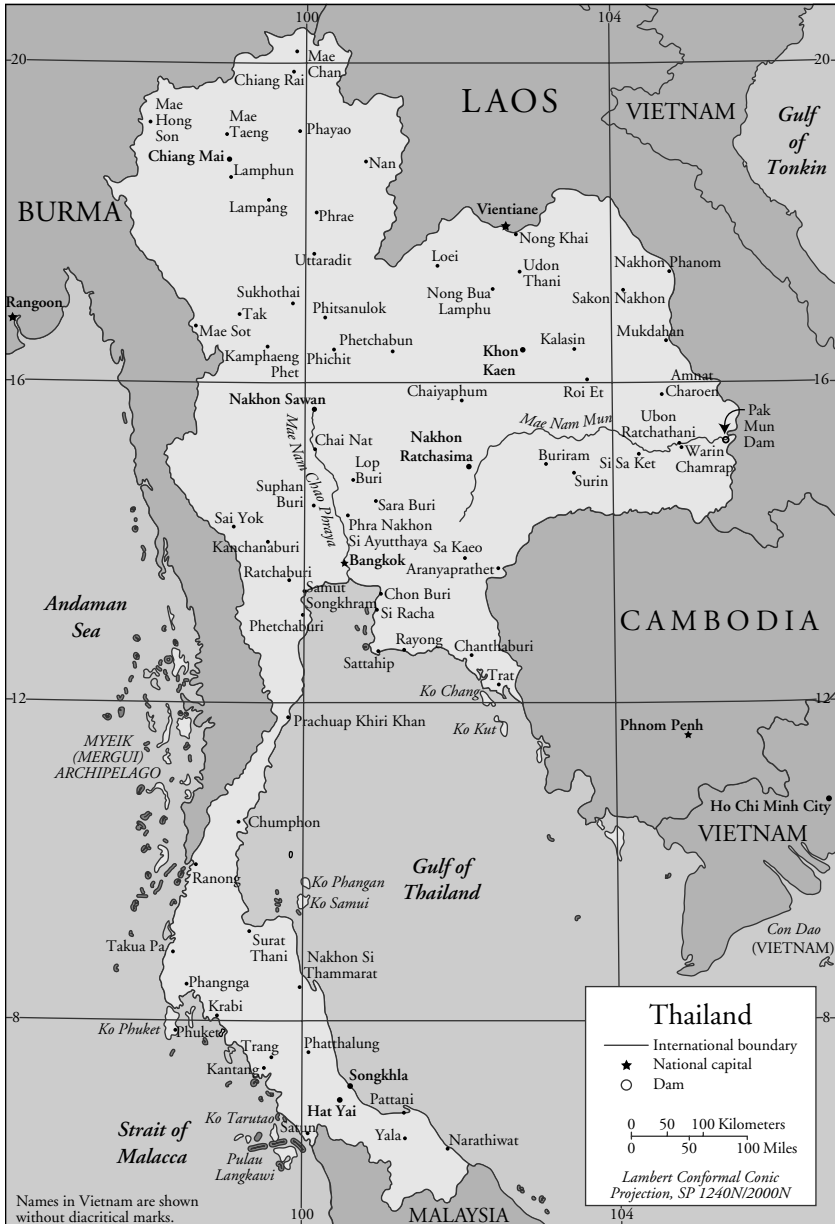 100
104
20
20
Mae
Chan
Chiang Rai
LAOS
VIETNAM
Gulf
of
Tonkin
Mae
Hong
Son
Mae
Taeng
Phayao
Chiang Mai
Lamphun
Nan
BURMA
Lampang
Phrae
Vientiane
Nong Khai
Uttaradit
Loei
Udon
Thani
Nakhon Phanom
Rangoon
Sukhothai
Tak
Phitsanulok
Nong Bua
Lamphu
Sakon Nakhon
Mae Sot
Phetchabun
Kalasin
Mukdahan
Kamphaeng
Phet
Phichit
Khon
Kaen
16
16
Roi Et
Amnat
Charoen
Nakhon Sawan
Chaiyaphum
Mae Nam Mun
Pak
Mun
Dam
Ubon
Ratchathani
Mae Nam Chao Phraya
Chai Nat
Nakhon
Ratchasima
Buriram
Si Sa Ket
Warin
Chamrap
Lop
Buri
Surin
Suphan
Buri
Sara Buri
Sai Yok
Phra Nakhon
Si Ayutthaya
Kanchanaburi
Bangkok
Sa Kaeo
Aranyaprathet
Ratchaburi
Samut
Songkhram
Chon Buri
Si Racha
Andaman
Sea
CAMBODIA
Phetchaburi
Rayong
Chanthaburi
Sattahip
Trat
Ko Chang
12
12
Prachuap Khiri Khan
Ko Kut
Phnom Penh
MYEIK
(MERGUI)
ARCHIPELAGO
Ho Chi Minh City
VIETNAM
Chumphon
Gulf of
Thailand
Ranong
Ko Phangan
Ko Samui
Con Dao
(VIETNAM)
Takua Pa
Surat
Thani
Nakhon Si
Thammarat
Phangnga
Krabi
8
8
Ko Phuket
Phuket
Trang
Phatthalung
Kantang
Songkhla
Pattani
Hat Yai
Strait of
Malacca
Ko Tarutao
Satun
Yala
Narathiwat
Pulau
Langkawi
Thailand
International boundary
National capital
Dam
0 50 100 Kilometers
0 50 100 Miles
Lambert Conformal Conic
Projection, SP 1240N/2000N
Names in Vietnam are shown
without diacritical marks.
100
MALAYSIA
104